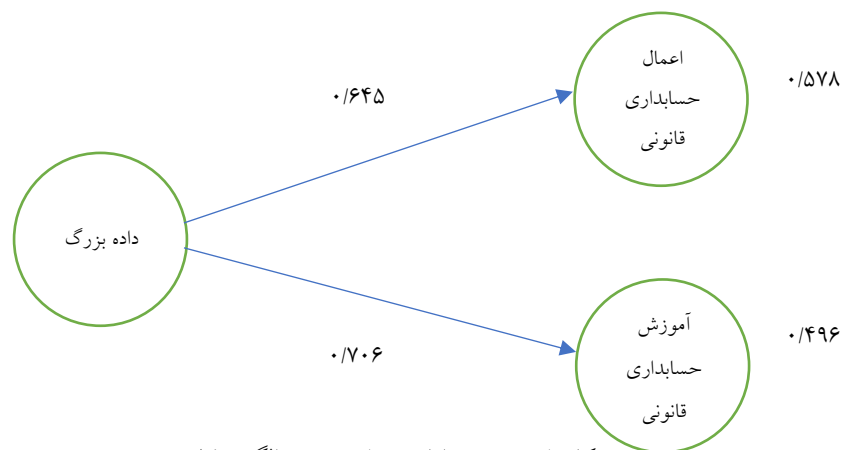 اعمال
حسابداری
قانونی
۰/۵۷۸
۰/۶۴۵
داده بزرگ
آموزش
حسابداری
قانونی
۰/۴۹۶
۰/۷۰۶